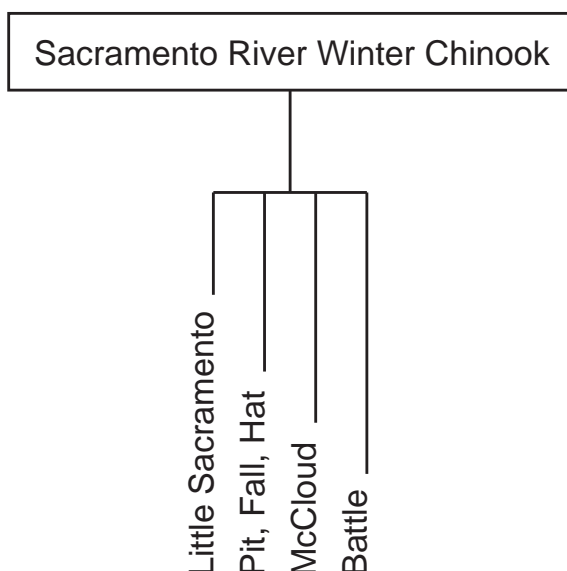 Sacramento River Winter Chinook
Little Sacramento
Pit, Fall, Hat
McCloud
Battle